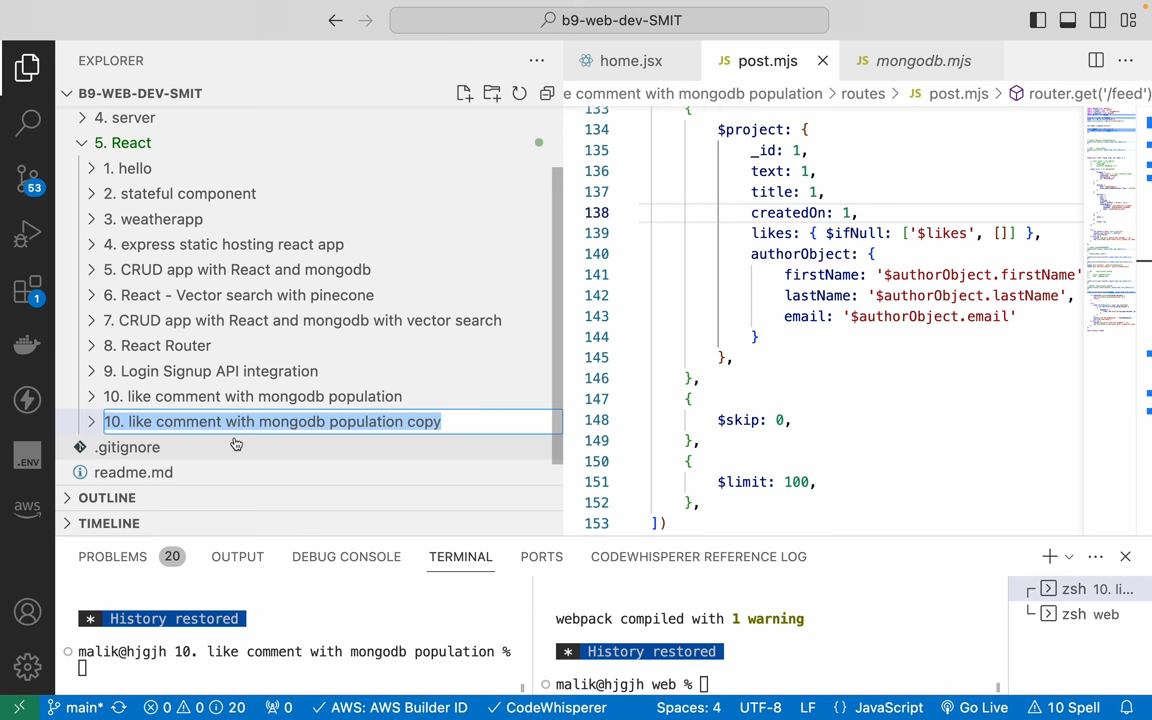 b9-web-dev-SMIT
EXPLORER
B9-WEB-DEV-SMIT
4. server
5. React
1. hello
2. stateful component
3. weatherapp
4. express static hosting react app
5. CRUD app with React and mongodb
6. React - Vector search with pinecone
7. CRUD app with React and mongodb with vector search
8. React Router
9. Login Signup API integration
10. like comment with mongodb population
10. like comment with mongodb population copy
.gitignore
readme.md
OUTLINE
TIMELINE
53
1
.ENV
aws
home.jsx
JS post.mjs
JS mongodb.mjs
e comment with mongodb population > routes > JS post.mjs > router.get('/feed')
133 {
134 $project: {
135 _id: 1,
136 text: 1,
137 title: 1,
138 createdOn: 1,
139 likes: { $ifNull: ['$likes', []] },
140 authorObject: {
141 firstName: '$authorObject.firstName'
142 lastName: '$authorObject.lastName',
143 email: '$authorObject.email'
144 }
145 },
146 },
147 {
148 $skip: 0,
149 },
150 {
151 $limit: 100,
152 },
153 ])
PROBLEMS 20 OUTPUT DEBUG CONSOLE TERMINAL PORTS CODEWHISPERER REFERENCE LOG
* History restored
malik@hjgjh 10. like comment with mongodb population %
webpack compiled with 1 warning
* History restored
malik@hjgjh web %
zsh 10. li...
zsh web
main* 0 0 20 AWS: AWS Builder ID CodeWhisperer Spaces: 4 UTF-8 LF {} JavaScript Go Live 10 Spell